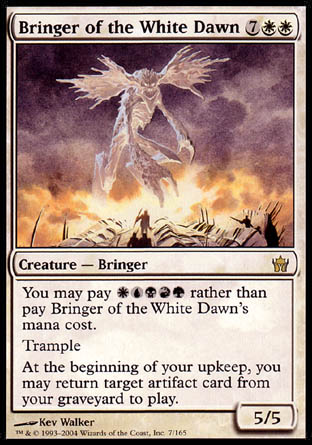 Bringer of the White Dawn 7
Creature — Bringer
You may pay rather than
pay Bringer of the White Dawn's
mana cost.
Trample
At the beginning of your upkeep, you
may return target artifact card from
your graveyard to play.
Kev Walker
™ & © 1993–2004 Wizards of the Coast, Inc. 7/165
5/5